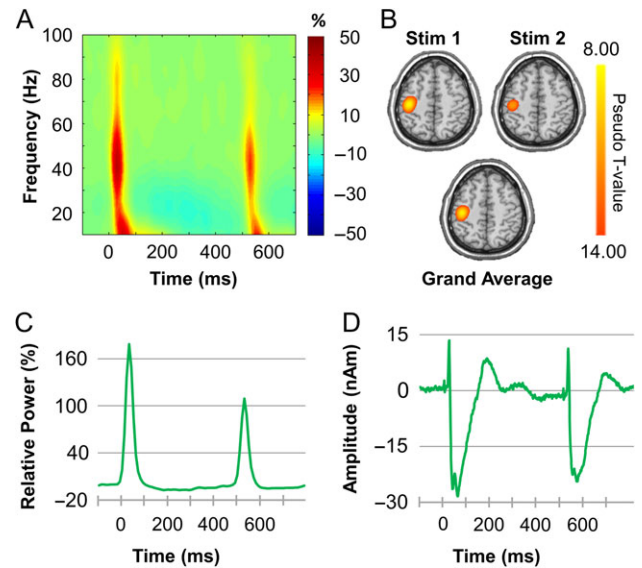 A
%
Frequency (Hz)
100
80
60
40
20
0 200 400 600
Time (ms)
50
30
10
−10
−30
−50
B
Stim 1 Stim 2
Grand Average
8.00
Pseudo T-value
14.00
C
Relative Power (%)
160
100
40
−20
0 200 400 600
Time (ms)
D
Amplitude (nAm)
15
0
−15
−30
0 200 400 600
Time (ms)